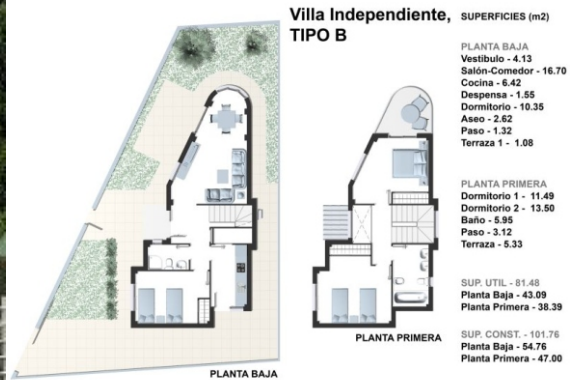 Villa Independiente,
TIPO B
SUPERFICIES (m2)
PLANTA BAJA
Vestibulo - 4.13
Salón-Comedor - 16.70
Cocina - 6.42
Despensa - 1.55
Dormitorio - 10.35
Aseo - 2.62
Paso - 1.32
Terraza 1 - 1.08
PLANTA PRIMERA
Dormitorio 1 - 11.49
Dormitorio 2 - 13.50
Baño - 5.95
Paso - 3.12
Terraza - 5.33
SUP. UTIL - 81.48
Planta Baja - 43.09
Planta Primera - 38.39
SUP. CONST. - 101.76
Planta Baja - 54.76
Planta Primera - 47.00
PLANTA PRIMERA
PLANTA BAJA